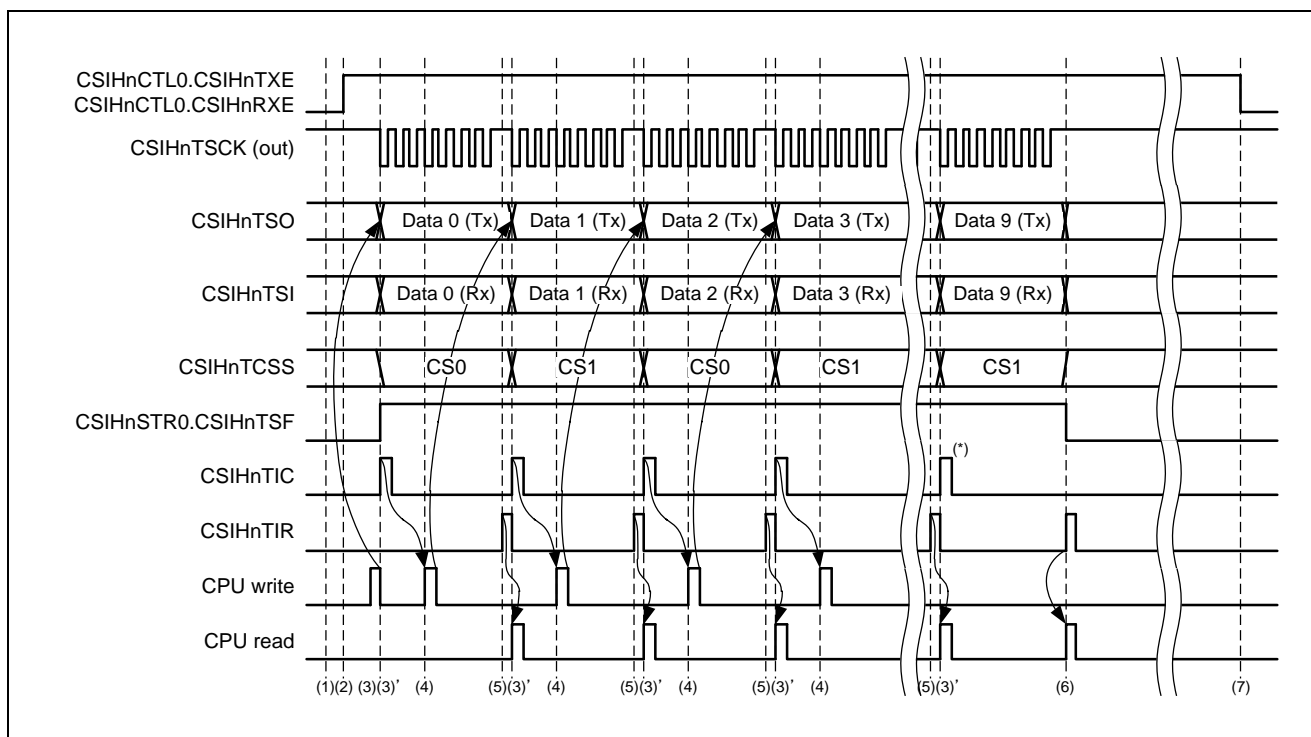 CSIHnCTL0.CSIHnTXE
CSIHnCTL0.CSIHnRXE
CSIHnTSCK (out)
CSIHnTSO Data 0 (Tx) Data 1 (Tx) Data 2 (Tx) Data 3 (Tx) Data 9 (Tx)
CSIHnTSI Data 0 (Rx) Data 1 (Rx) Data 2 (Rx) Data 3 (Rx) Data 9 (Rx)
CSIHnTCSS CS0 CS1 CS0 CS1 CS1
CSIHnSTR0.CSIHnTSF
(*)
CSIHnTIC
CSIHnTIR
CPU write
CPU read
(1)(2) (3)(3)’ (4) (5)(3)’ (4) (5)(3)’ (4) (5)(3)’ (4) (5)(3)’ (6) (7)